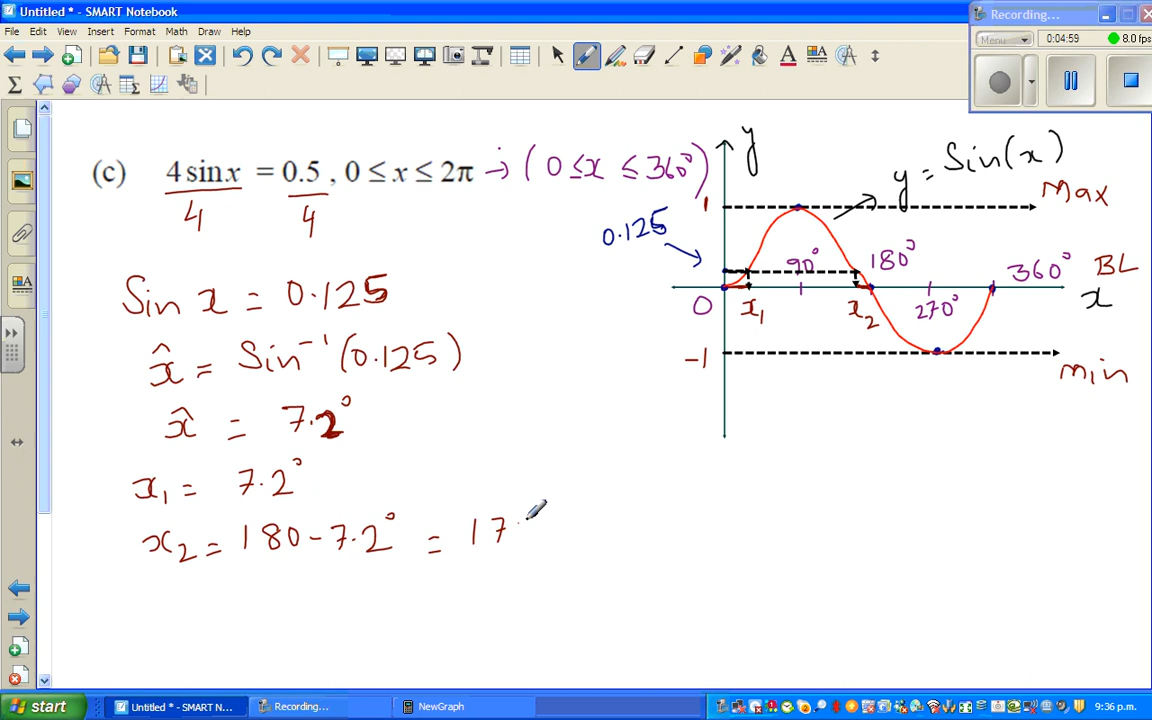 Untitled * - SMART Notebook
File Edit View Insert Format Math Draw Help
Recording...
Menu
0:04:59
8.0 fps
(c) 4 sin x = 0.5 , 0 ≤ x ≤ 2π → ( 0 ≤ x ≤ 360° )
4 4
Sin x = 0.125
x̂ = Sin⁻¹ (0.125)
x̂ = 7.2°
x₁ = 7.2°
x₂ = 180 - 7.2° = 17
y
y = Sin(x)
1
Max
0.125
90°
180°
360°
BL
0
x₁
x₂
270°
x
-1
min
start
Untitled * - SMART N...
Recording...
NewGraph
9:36 p.m.